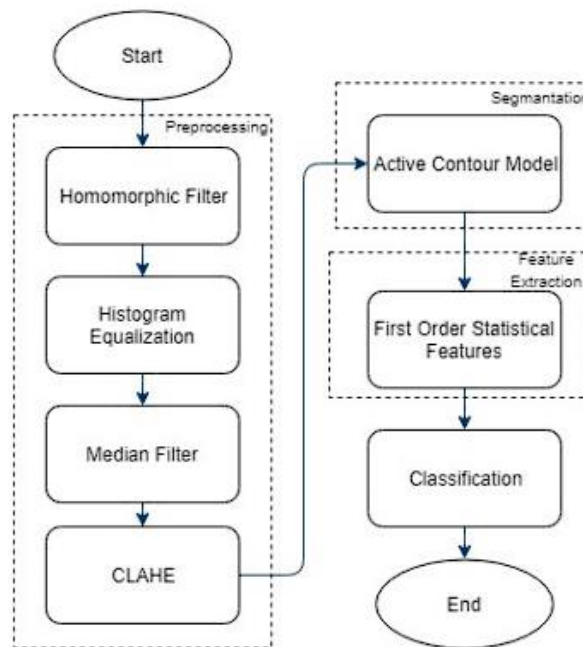 Start
Preprocessing
Homomorphic Filter
Histogram
Equalization
Median Filter
CLAHE
Segmantation
Active Contour Model
Feature
Extraction
First Order Statistical
Features
Classification
End